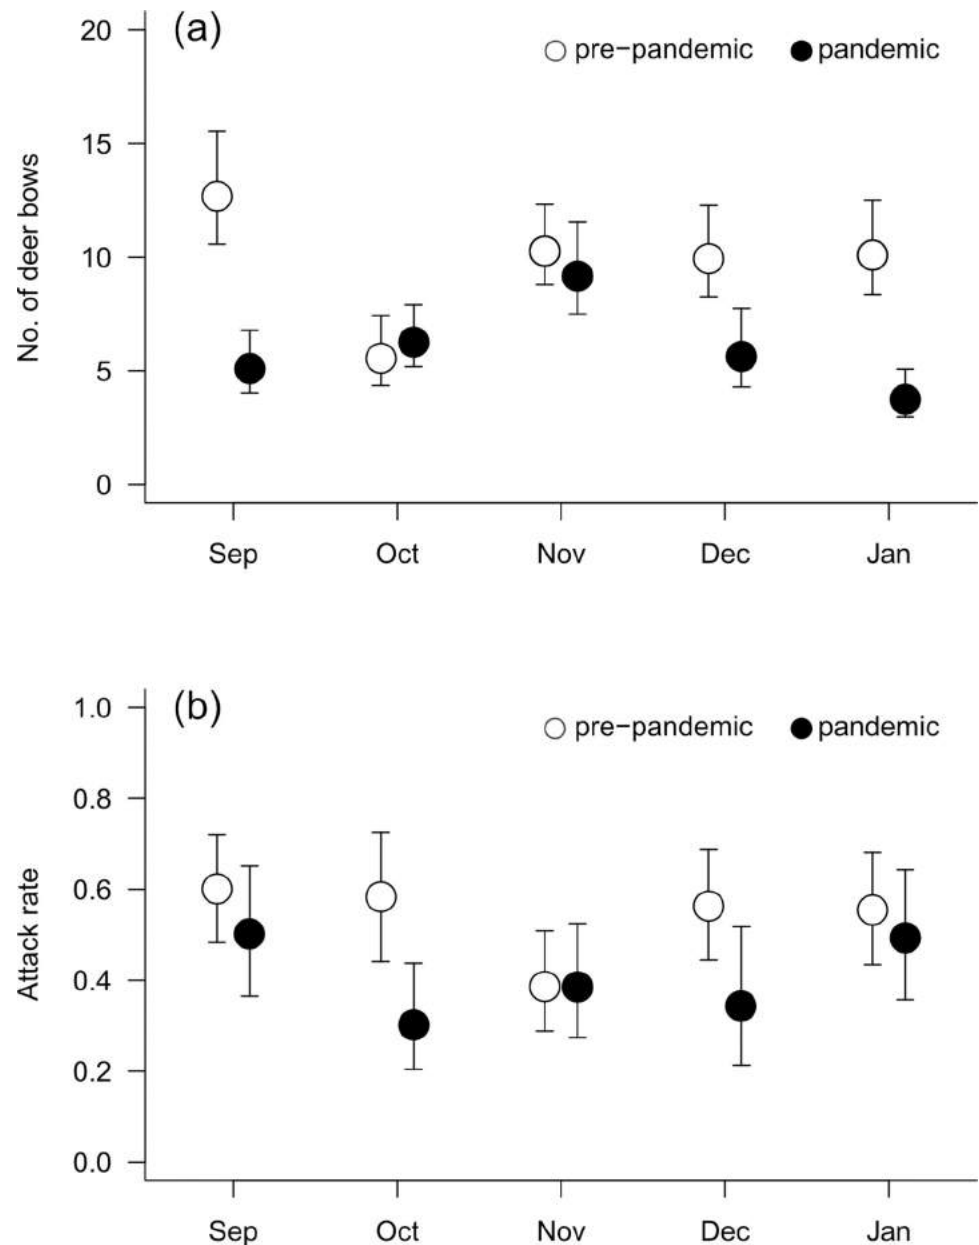 (a)
pre−pandemic pandemic
No. of deer bows
20
15
10
5
0
Sep Oct Nov Dec Jan
(b)
pre−pandemic pandemic
Attack rate
1.0
0.8
0.6
0.4
0.2
0.0
Sep Oct Nov Dec Jan